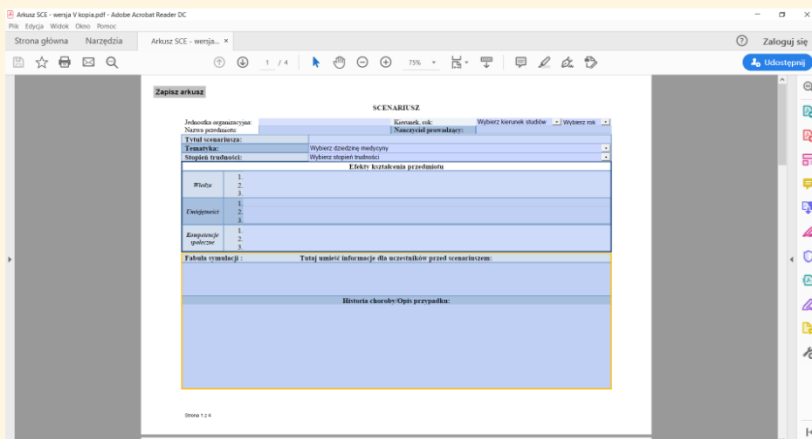 Arkusz SCE - wersja V kopia.pdf - Adobe Acrobat Reader DC
Plik Edycja Widok Okno Pomoc
Strona główna Narzędzia Arkusz SCE - wersja... × Zaloguj się
1 / 4 75% Udostępnij
Zapisz arkusz
SCENARIUSZ
Jednostka organizacyjna: Kierunek, rok: Wybierz kierunek studiów Wybierz rok
Nazwa przedmiotu: Nauczyciel prowadzący:
Tytuł scenariusza:
Tematyka: Wybierz dziedzinę medycyny
Stopień trudności: Wybierz stopień trudności
Efekty kształcenia przedmiotu
Wiedza
1.
2.
3.
Umiejętności
1.
2.
3.
Kompetencje społeczne
1.
2.
3.
Fabuła symulacji : Tutaj umieść informacje dla uczestników przed scenariuszem:
Historia choroby/Opis przypadku:
Strona 1 z 4